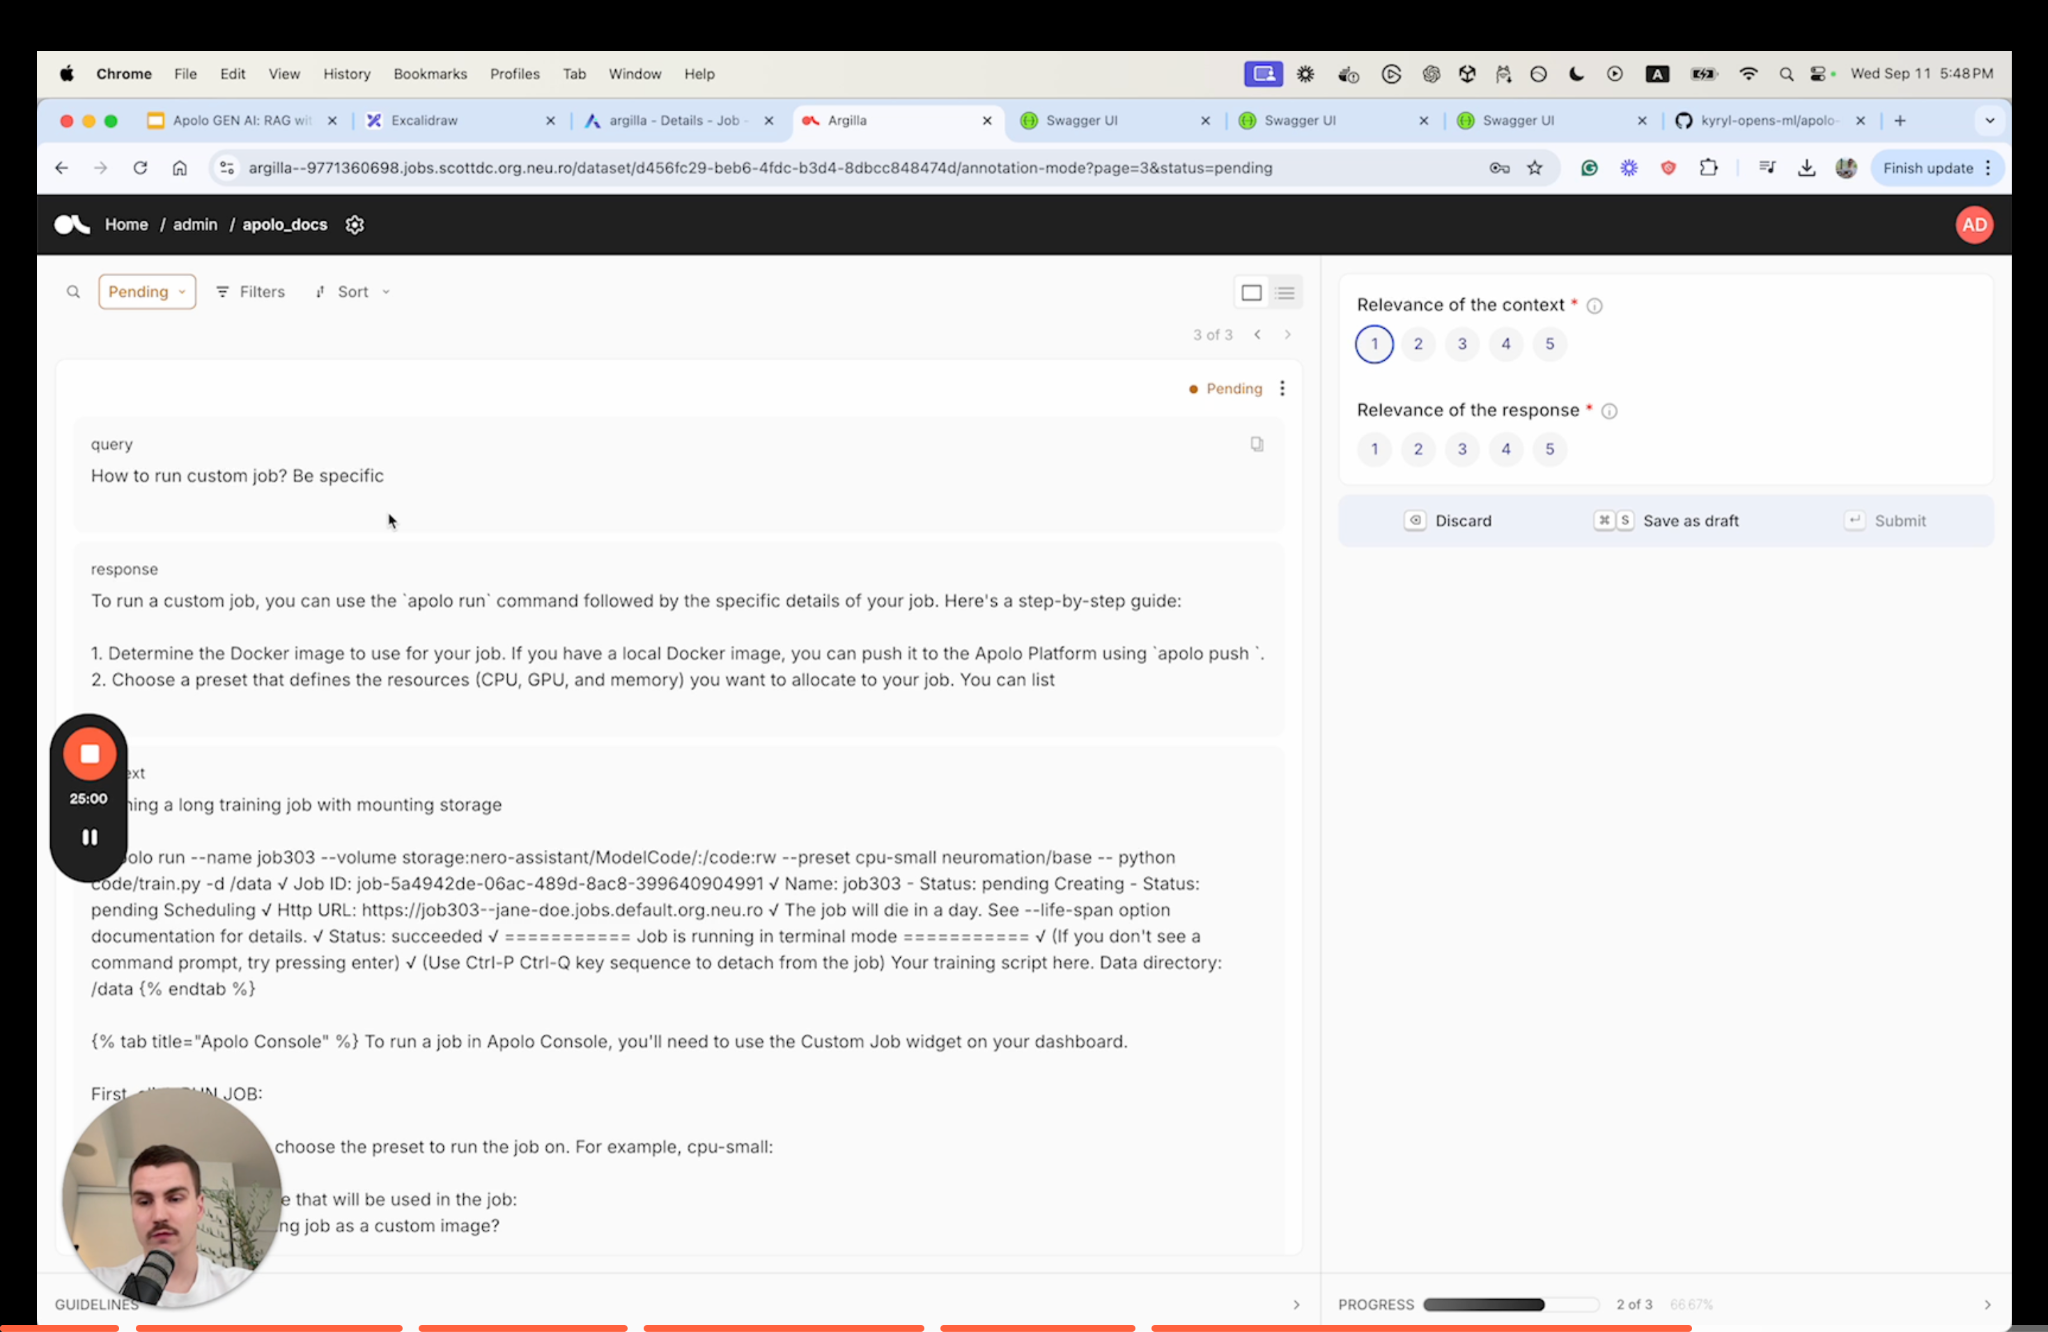 Chrome File Edit View History Bookmarks Profiles Tab Window Help A Wed Sep 11 5:48 PM
Apolo GEN AI: RAG wit Excalidraw argilla - Details - Job - Argilla Swagger UI Swagger UI Swagger UI kyryl-opens-ml/apolo-
argilla--9771360698.jobs.scottdc.org.neu.ro/dataset/d456fc29-beb6-4fdc-b3d4-8dbcc848474d/annotation-mode?page=3&status=pending Finish update
Home / admin / apolo_docs AD
Pending Filters Sort
3 of 3
Pending
query
How to run custom job? Be specific
response
To run a custom job, you can use the `apolo run` command followed by the specific details of your job. Here's a step-by-step guide:
1. Determine the Docker image to use for your job. If you have a local Docker image, you can push it to the Apolo Platform using `apolo push `.
2. Choose a preset that defines the resources (CPU, GPU, and memory) you want to allocate to your job. You can list
ext
ning a long training job with mounting storage
olo run --name job303 --volume storage:nero-assistant/ModelCode/:/code:rw --preset cpu-small neuromation/base -- python
code/train.py -d /data √ Job ID: job-5a4942de-06ac-489d-8ac8-399640904991 √ Name: job303 - Status: pending Creating - Status:
pending Scheduling √ Http URL: https://job303--jane-doe.jobs.default.org.neu.ro √ The job will die in a day. See --life-span option
documentation for details. √ Status: succeeded √ =========== Job is running in terminal mode =========== √ (If you don't see a
command prompt, try pressing enter) √ (Use Ctrl-P Ctrl-Q key sequence to detach from the job) Your training script here. Data directory:
/data {% endtab %}
{% tab title="Apolo Console" %} To run a job in Apolo Console, you'll need to use the Custom Job widget on your dashboard.
First JOB:
choose the preset to run the job on. For example, cpu-small:
e that will be used in the job:
ng job as a custom image?
25:00
GUIDELINES
Relevance of the context *
1 2 3 4 5
Relevance of the response *
1 2 3 4 5
Discard ⌘ S Save as draft Submit
PROGRESS 2 of 3 66.67%